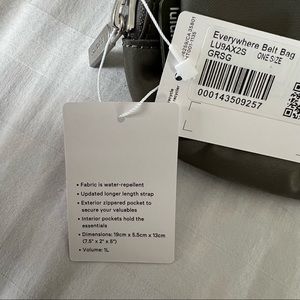 Everywhere Belt Bag
LU9AX2S ONE SIZE
GRSG
000143509257
• Fabric is water-repellent
• Updated longer length strap
• Exterior zippered pocket to
secure your valuables
• Interior pockets hold the
essentials
• Dimensions: 19cm x 5.5cm x 13cm
(7.5" x 2" x 5")
• Volume: 1L